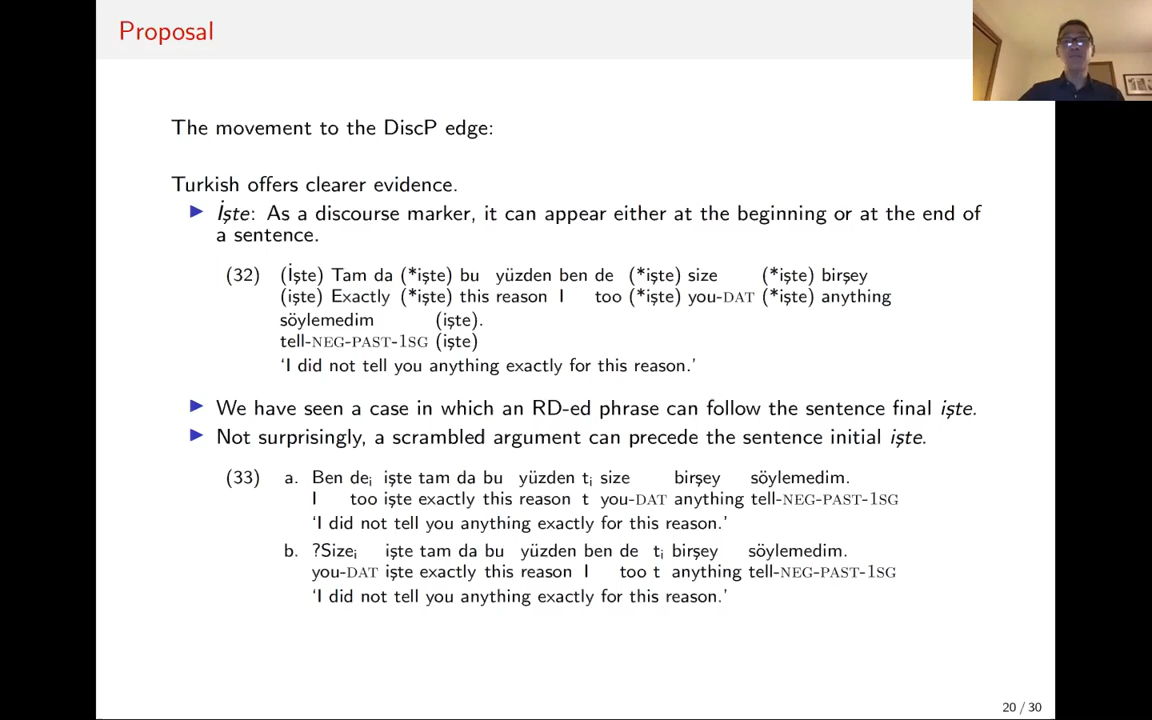 Proposal
The movement to the DiscP edge:
Turkish offers clearer evidence.
▶ İşte: As a discourse marker, it can appear either at the beginning or at the end of
a sentence.
(32) (İşte) Tam da (*işte) bu yüzden ben de (*işte) size (*işte) birşey
(işte) Exactly (*işte) this reason I too (*işte) you-DAT (*işte) anything
söylemedim (işte).
tell-NEG-PAST-1SG (işte)
‘I did not tell you anything exactly for this reason.’
▶ We have seen a case in which an RD-ed phrase can follow the sentence final işte.
▶ Not surprisingly, a scrambled argument can precede the sentence initial işte.
(33) a. Ben deᵢ işte tam da bu yüzden tᵢ size birşey söylemedim.
I too işte exactly this reason t you-DAT anything tell-NEG-PAST-1SG
‘I did not tell you anything exactly for this reason.’
b. ?Sizeᵢ işte tam da bu yüzden ben de tᵢ birşey söylemedim.
you-DAT işte exactly this reason I too t anything tell-NEG-PAST-1SG
‘I did not tell you anything exactly for this reason.’
20 / 30